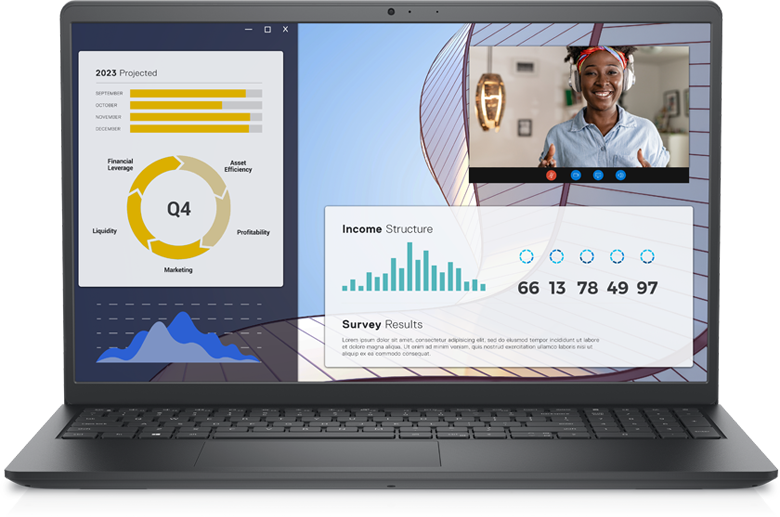 2023 Projected
SEPTEMBER
OCTOBER
NOVEMBER
DECEMBER
Financial
Leverage
Asset
Efficiency
Q4
Liquidity
Profitability
Marketing
Income Structure
66 13 78 49 97
Survey Results
Lorem ipsum dolor sit amet, consectetur adipisicing elit, sed do eiusmod tempor incididunt ut labore
et dolore magna aliqua. Ut enim ad minim veniam, quis nostrud exercitation ullamco laboris nisi ut
aliquip ex ea commodo consequat.